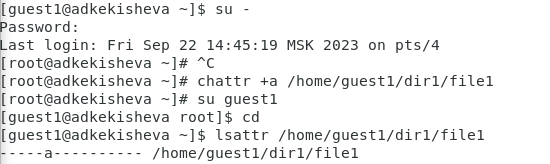 [guest1@adkekisheva ~]$ su -
Password:
Last login: Fri Sep 22 14:45:19 MSK 2023 on pts/4
[root@adkekisheva ~]# ^C
[root@adkekisheva ~]# chattr +a /home/guest1/dir1/file1
[root@adkekisheva ~]# su guest1
[guest1@adkekisheva root]$ cd
[guest1@adkekisheva ~]$ lsattr /home/guest1/dir1/file1
-----a---------- /home/guest1/dir1/file1